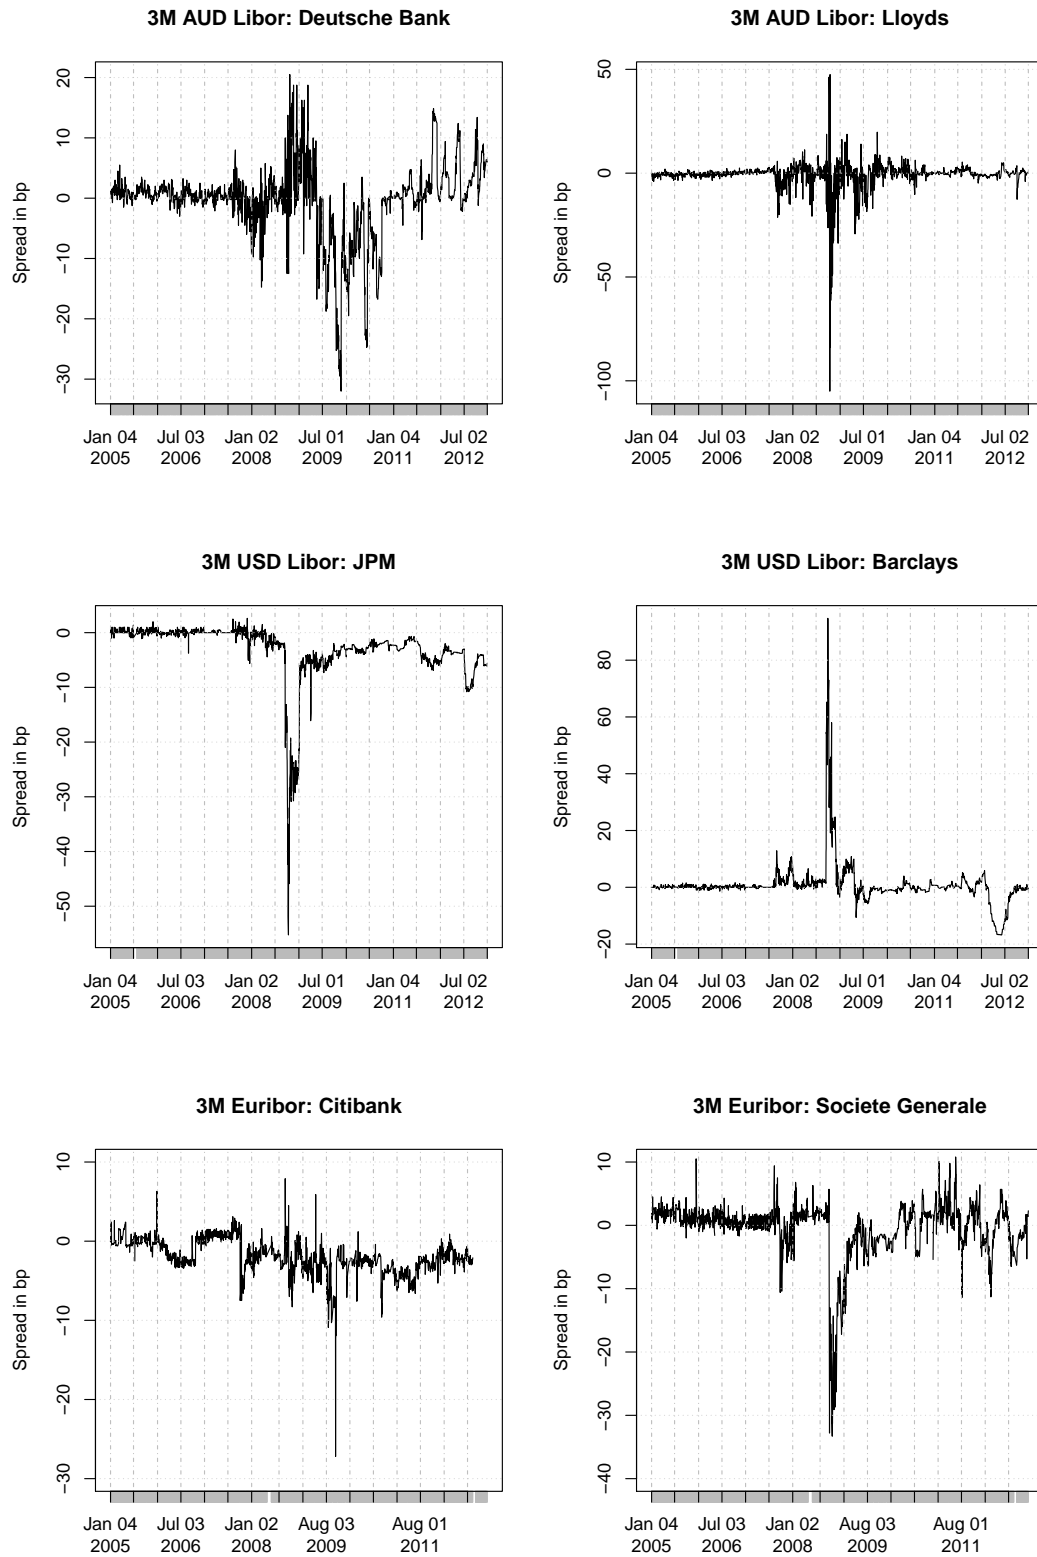 3M AUD Libor: Deutsche Bank
Spread in bp
20
10
0
−10
−20
−30
Jan 04 Jul 03 Jan 02 Jul 01 Jan 04 Jul 02
2005 2006 2008 2009 2011 2012
3M AUD Libor: Lloyds
Spread in bp
50
0
−50
−100
Jan 04 Jul 03 Jan 02 Jul 01 Jan 04 Jul 02
2005 2006 2008 2009 2011 2012
3M USD Libor: JPM
Spread in bp
0
−10
−20
−30
−40
−50
Jan 04 Jul 03 Jan 02 Jul 01 Jan 04 Jul 02
2005 2006 2008 2009 2011 2012
3M USD Libor: Barclays
Spread in bp
80
60
40
20
0
−20
Jan 04 Jul 03 Jan 02 Jul 01 Jan 04 Jul 02
2005 2006 2008 2009 2011 2012
3M Euribor: Citibank
Spread in bp
10
0
−10
−20
−30
Jan 04 Jul 03 Jan 02 Aug 03 Aug 01
2005 2006 2008 2009 2011
3M Euribor: Societe Generale
Spread in bp
10
0
−10
−20
−30
−40
Jan 04 Jul 03 Jan 02 Aug 03 Aug 01
2005 2006 2008 2009 2011